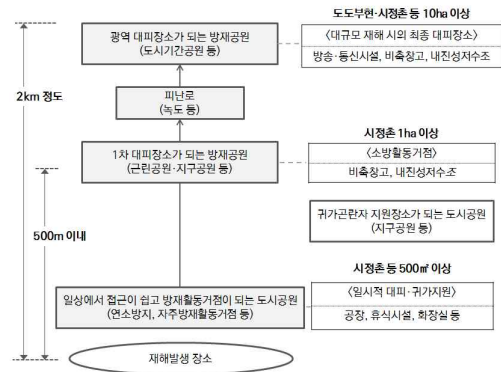 도도부현·시정촌 등 10ha 이상
광역 대피장소가 되는 방재공원
(도시기간공원 등)
〈대규모 재해 시의 최종 대피장소〉
방송·통신시설, 비축창고, 내진성저수조
2km 정도
피난로
(녹도 등)
시정촌 1ha 이상
1차 대피장소가 되는 방재공원
(근린공원·지구공원 등)
〈소방활동거점〉
비축창고, 내진성저수조
귀가곤란자 지원장소가 되는 도시공원
(지구공원 등)
500m 이내
시정촌 등 500㎡ 이상
일상에서 접근이 쉽고 방재활동거점이 되는 도시공원
(연소방지, 자주방재활동거점 등)
〈일시적 대피·귀가지원〉
공장, 휴식시설, 화장실 등
재해발생 장소